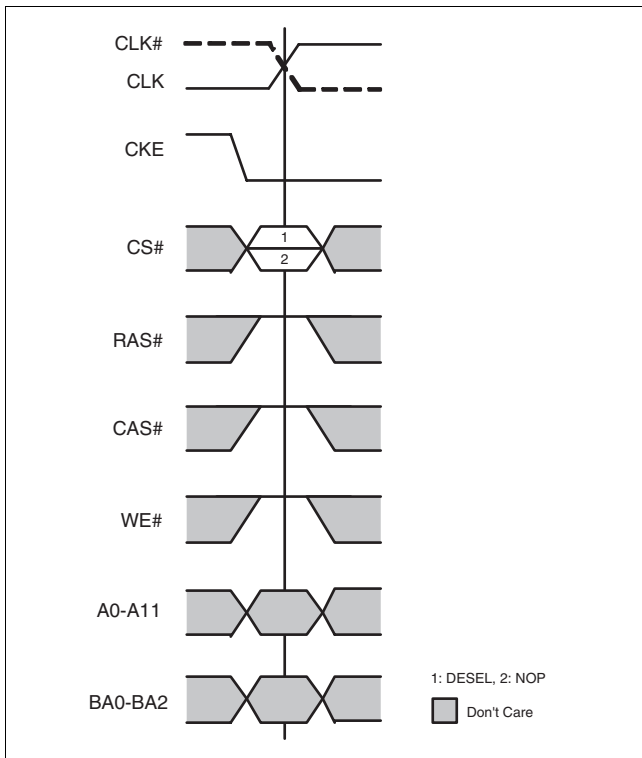 CLK#
CLK
CKE
CS#
1
2
RAS#
CAS#
WE#
A0-A11
BA0-BA2
1: DESEL, 2: NOP
Don't Care